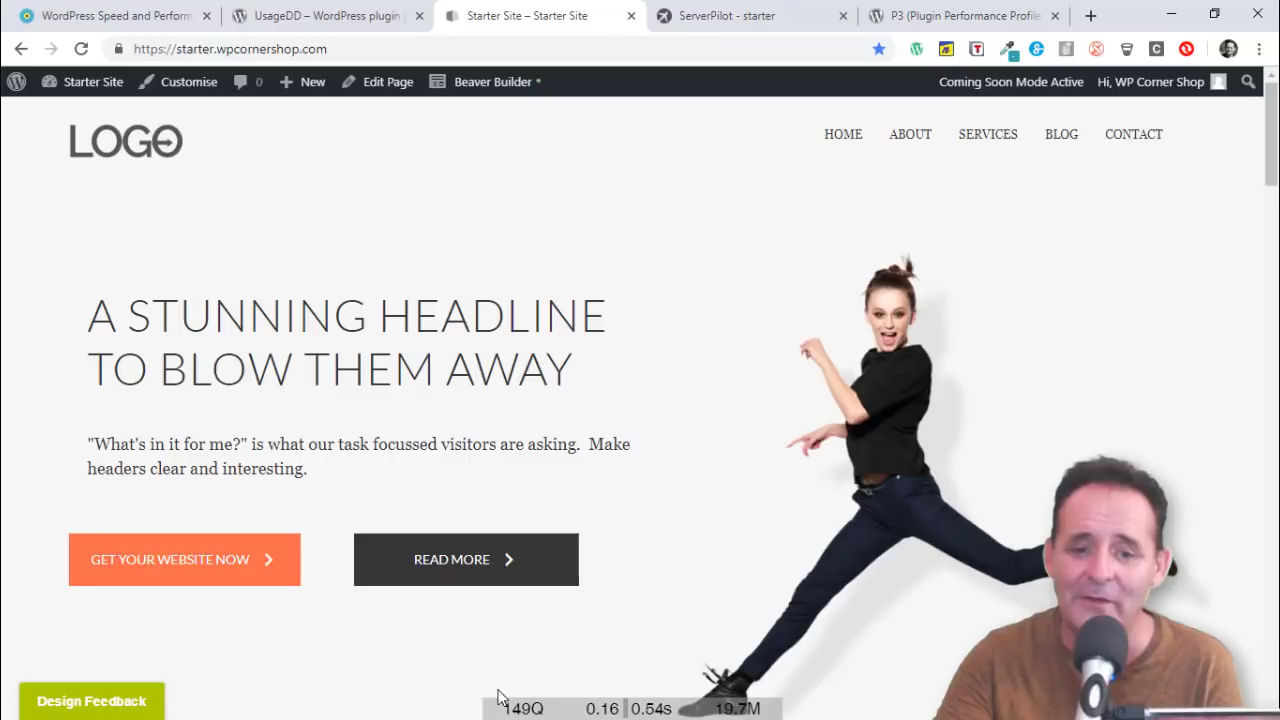 WordPress Speed and Perform
UsageDD – WordPress plugin
Starter Site – Starter Site
ServerPilot - starter
P3 (Plugin Performance Profile
https://starter.wpcornershop.com
Starter Site
Customise
0
New
Edit Page
Beaver Builder
Coming Soon Mode Active
Hi, WP Corner Shop
LOGO
HOME
ABOUT
SERVICES
BLOG
CONTACT
A STUNNING HEADLINE
TO BLOW THEM AWAY
"What's in it for me?" is what our task focussed visitors are asking. Make
headers clear and interesting.
GET YOUR WEBSITE NOW
READ MORE
Design Feedback
149Q 0.16 0.54s 19.7M